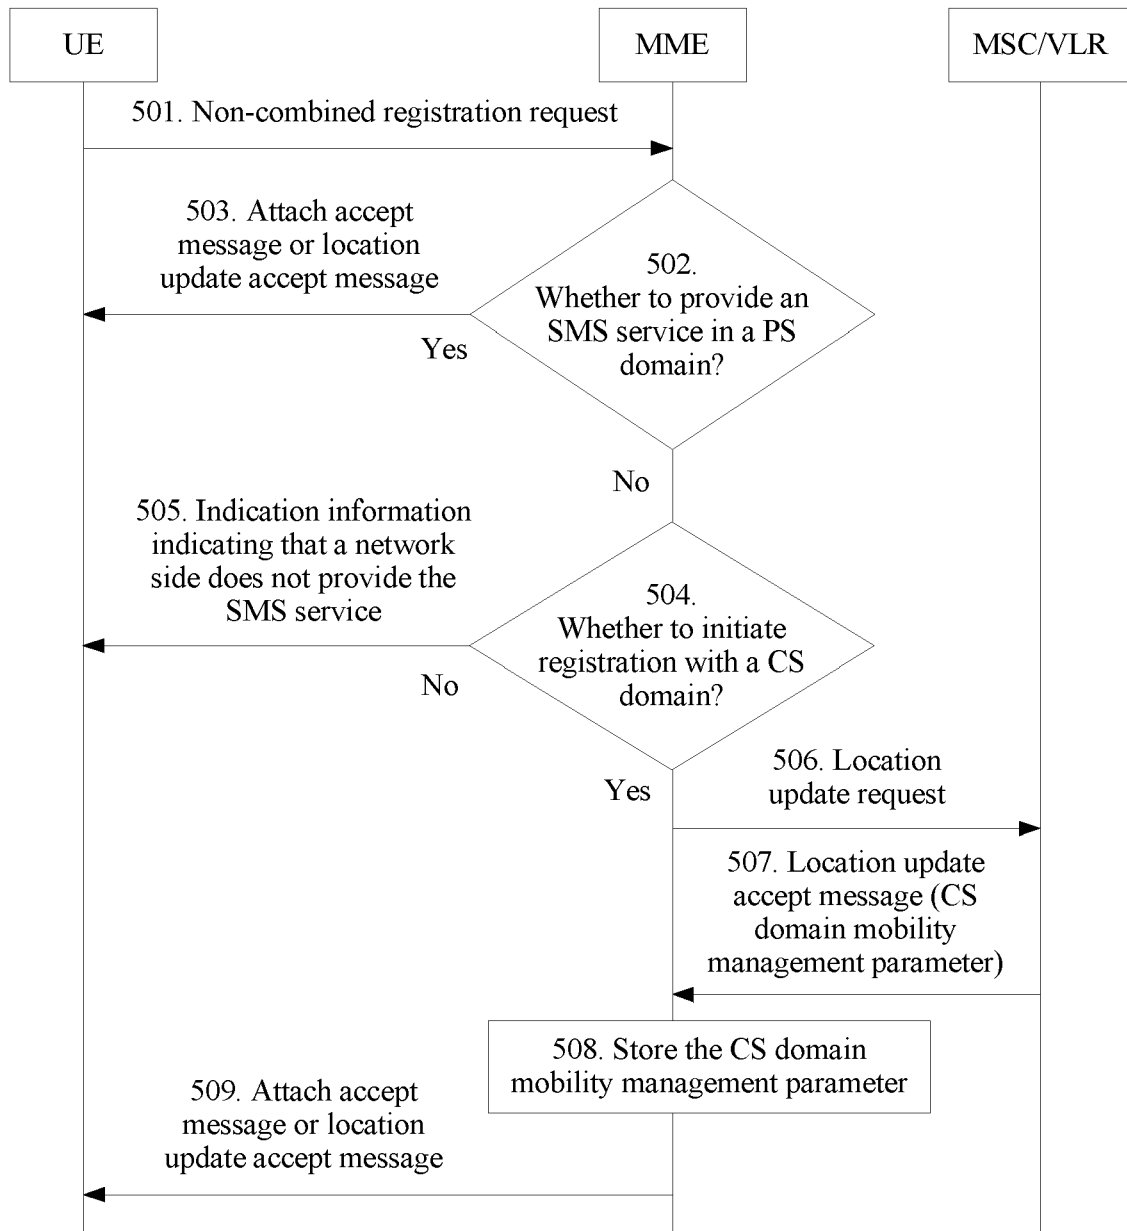 UE
MME
MSC/VLR
501. Non-combined registration request
503. Attach accept
message or location
update accept message
502.
Whether to provide an
SMS service in a PS
domain?
Yes
No
505. Indication information
indicating that a network
side does not provide the
SMS service
504.
Whether to initiate
registration with a CS
domain?
No
Yes
506. Location
update request
507. Location update
accept message (CS
domain mobility
management parameter)
508. Store the CS domain
mobility management parameter
509. Attach accept
message or location
update accept message